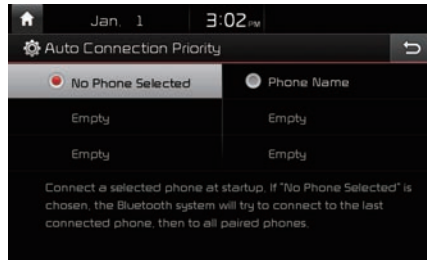 Jan. 1 3:02 PM
Auto Connection Priority
No Phone Selected Phone Name
Empty Empty
Empty Empty
Connect a selected phone at startup. If "No Phone Selected" is
chosen, the Bluetooth system will try to connect to the last
connected phone, then to all paired phones.